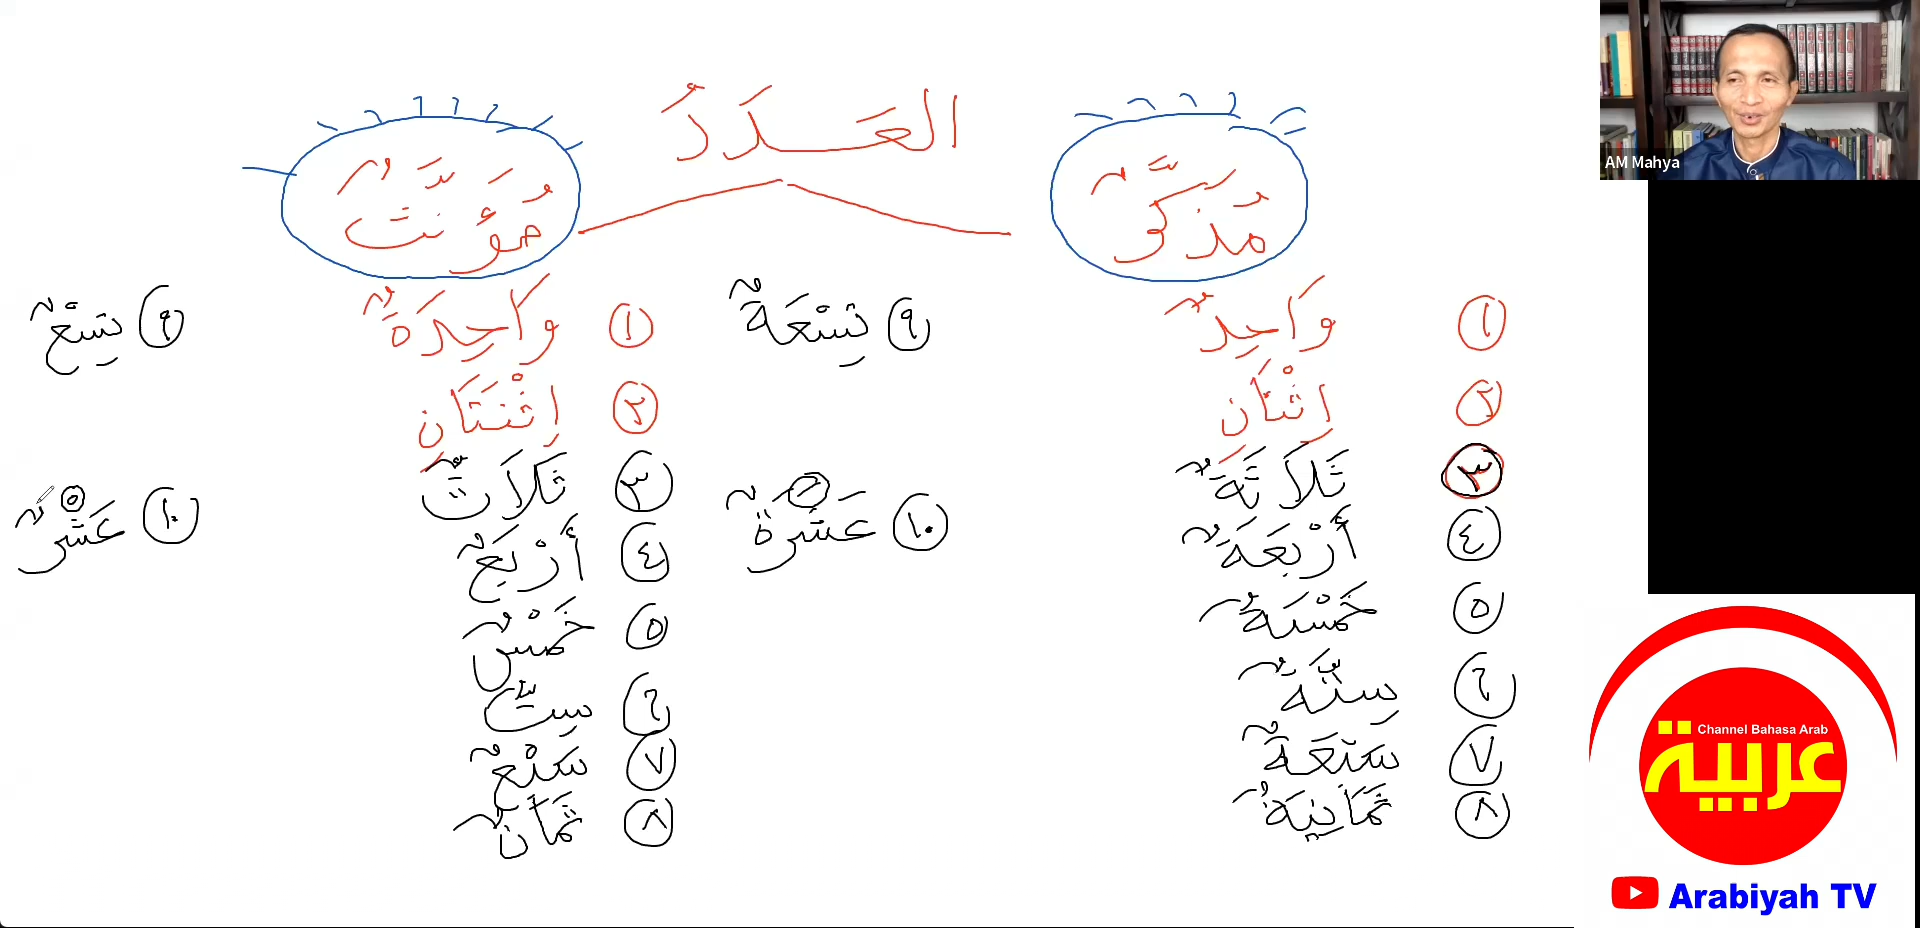 العَدَدُ
مُذَكَّرٌ
مُؤَنَّثٌ
١ وَاحِدٌ
٢ اِثْنَانِ
٣ ثَلَاثَةٌ
٤ أَرْبَعَةٌ
٥ خَمْسَةٌ
٦ سِتَّةٌ
٧ سَبْعَةٌ
٨ ثَمَانِيَةٌ
٩ تِسْعَةٌ
١٠ عَشَرَةٌ
١ وَاحِدَةٌ
٢ اِثْنَتَانِ
٣ ثَلَاثٌ
٤ أَرْبَعٌ
٥ خَمْسٌ
٦ سِتٌّ
٧ سَبْعٌ
٨ ثَمَانٌ
٩ تِسْعٌ
١٠ عَشْرٌ
AM Mahya
Channel Bahasa Arab
عربية
Arabiyah TV